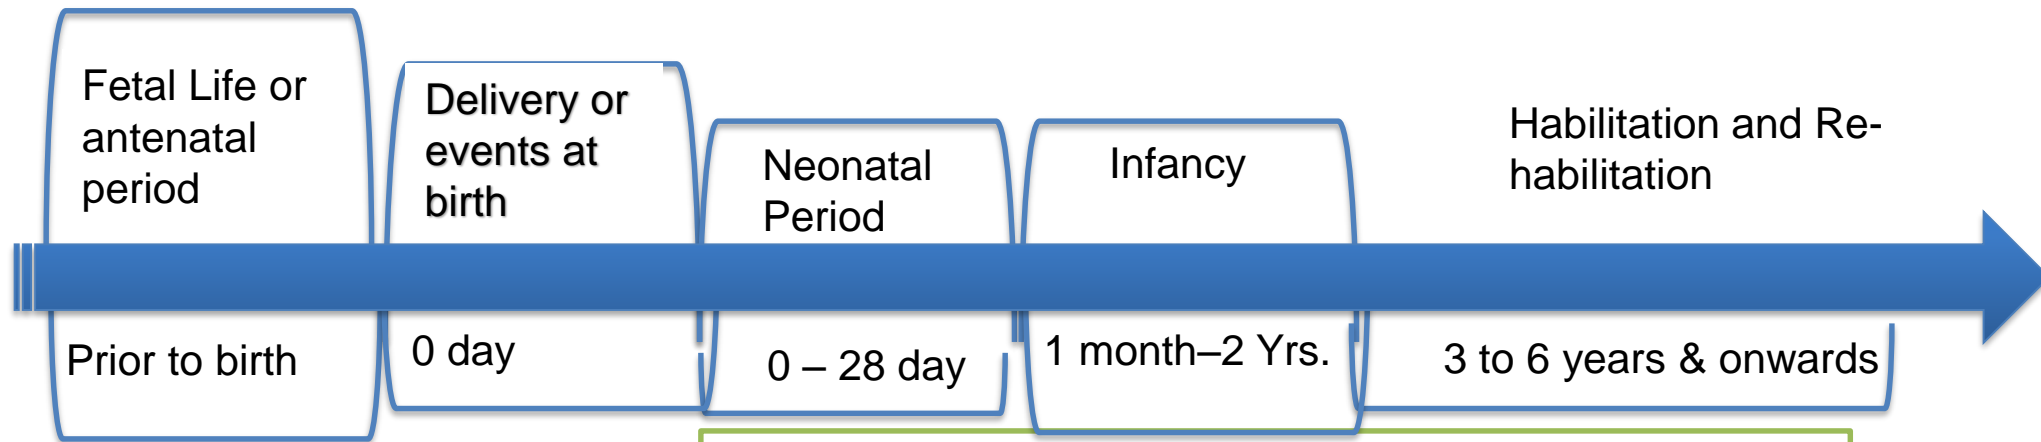 Fetal Life or
antenatal
period
Delivery or
events at
birth
Neonatal
Period
Infancy
Habilitation and Re-
habilitation
Prior to birth
0 day
0 – 28 day
1 month–2 Yrs.
3 to 6 years & onwards